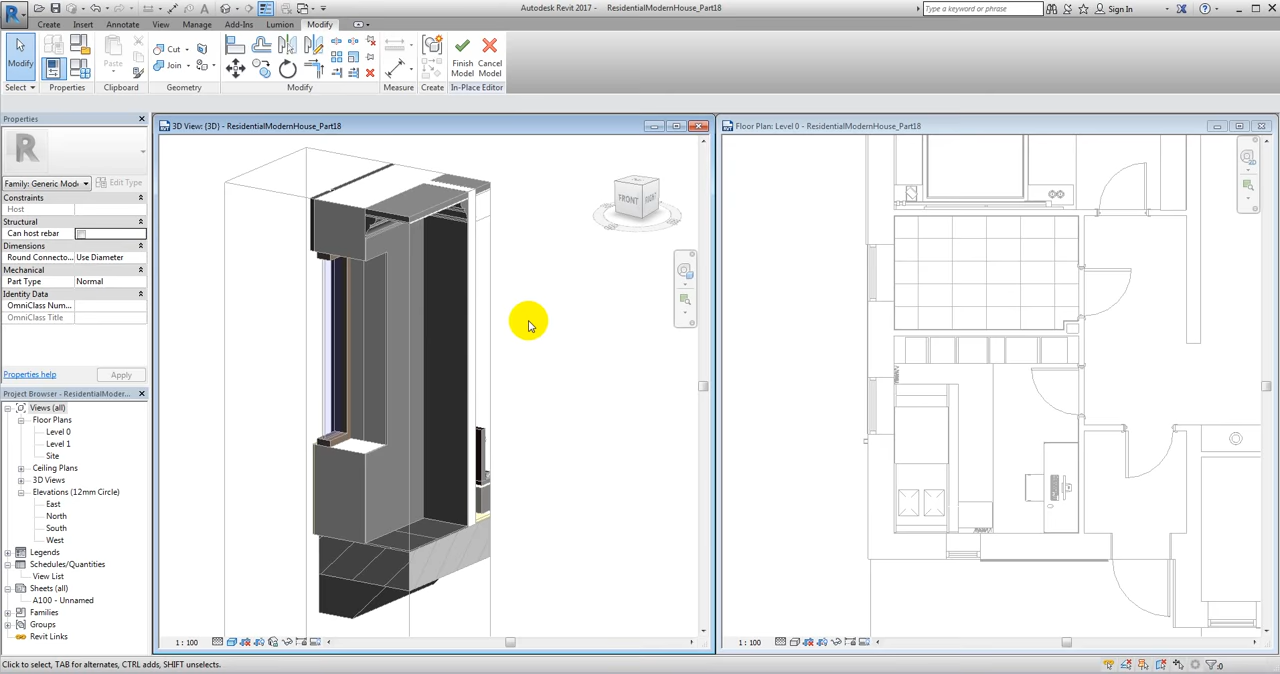 Autodesk Revit 2017 - ResidentialModernHouse_Part18
Type a keyword or phrase
Sign In
Create Insert Annotate View Manage Add-Ins Lumion Modify
Modify
Paste
Cut
Join
Finish Model
Cancel Model
Select Properties Clipboard Geometry Modify Measure Create In-Place Editor
Properties
R
Family: Generic Mod
Edit Type
Constraints
Host
Structural
Can host rebar
Dimensions
Round Connecto... Use Diameter
Mechanical
Part Type Normal
Identity Data
OmniClass Num...
OmniClass Title
Properties help
Apply
Project Browser - ResidentialModer...
Views (all)
Floor Plans
Level 0
Level 1
Site
Ceiling Plans
3D Views
Elevations (12mm Circle)
East
North
South
West
Legends
Schedules/Quantities
View List
Sheets (all)
A100 - Unnamed
Families
Groups
Revit Links
3D View: {3D} - ResidentialModernHouse_Part18
FRONT
RIGHT
1 : 100
Floor Plan: Level 0 - ResidentialModernHouse_Part18
1 : 100
Click to select, TAB for alternates, CTRL adds, SHIFT unselects.
:0